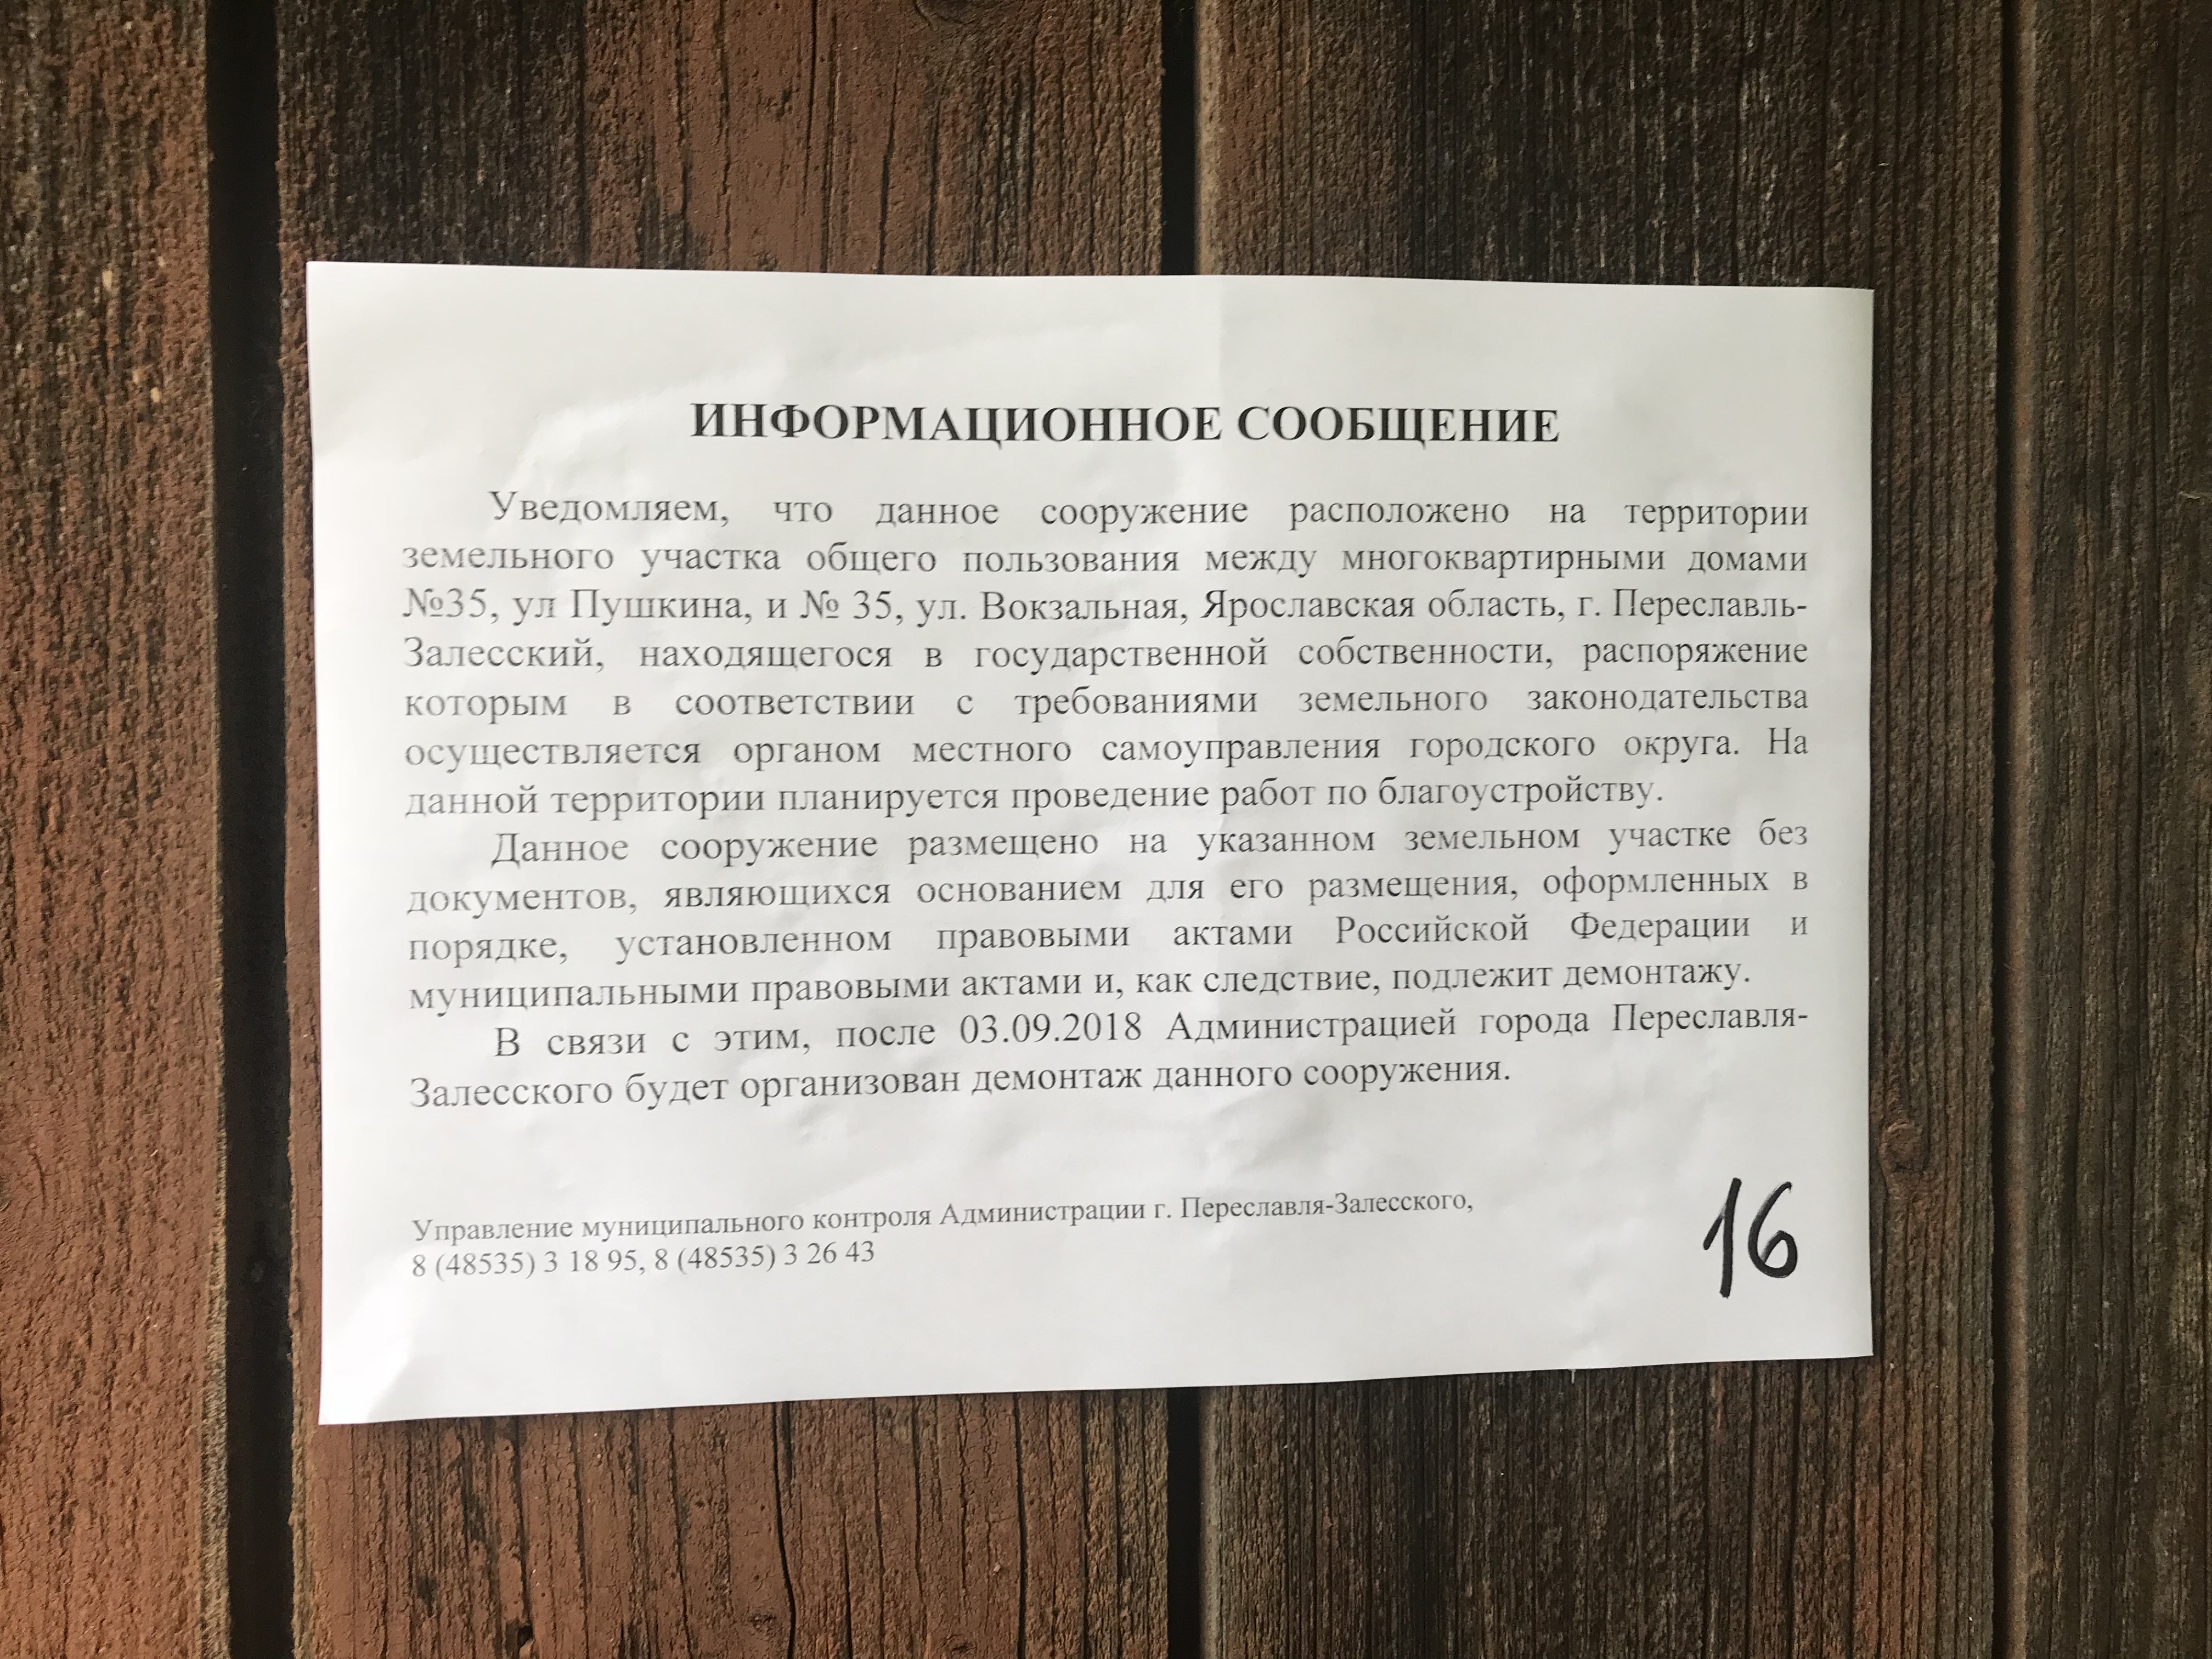 ИНФОРМАЦИОННОЕ СООБЩЕНИЕ
Уведомляем, что данное сооружение расположено на территории
земельного участка общего пользования между многоквартирными домами
№35, ул Пушкина, и № 35, ул. Вокзальная, Ярославская область, г. Переславль-
Залесский, находящегося в государственной собственности, распоряжение
которым в соответствии с требованиями земельного законодательства
осуществляется органом местного самоуправления городского округа. На
данной территории планируется проведение работ по благоустройству.
Данное сооружение размещено на указанном земельном участке без
документов, являющихся основанием для его размещения, оформленных в
порядке, установленном правовыми актами Российской Федерации и
муниципальными правовыми актами и, как следствие, подлежит демонтажу.
В связи с этим, после 03.09.2018 Администрацией города Переславля-
Залесского будет организован демонтаж данного сооружения.
Управление муниципального контроля Администрации г. Переславля-Залесского,
8 (48535) 3 18 95, 8 (48535) 3 26 43
16